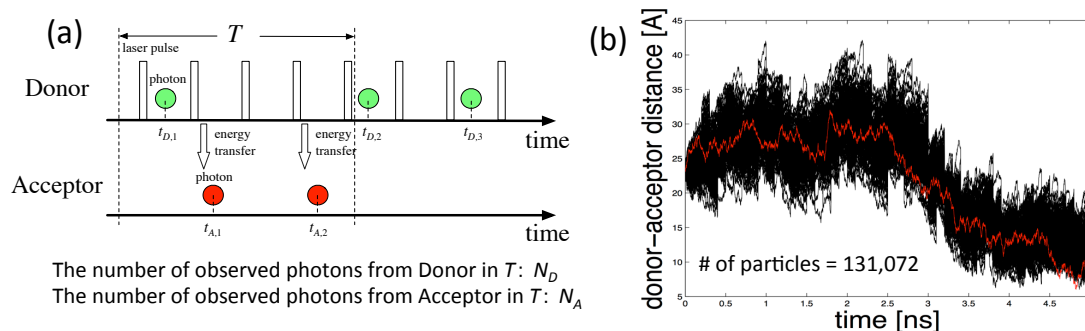 (a)
laser pulse
T
Donor
photon
t_{D,1}
t_{D,2}
t_{D,3}
time
energy
transfer
energy
transfer
Acceptor
photon
t_{A,1}
t_{A,2}
time
The number of observed photons from Donor in T: N_D
The number of observed photons from Acceptor in T: N_A
(b)
donor-acceptor distance [A]
45
40
35
30
25
20
15
10
5
# of particles = 131,072
0
0.5
1
1.5
2
2.5
3
3.5
4
4.5
time [ns]